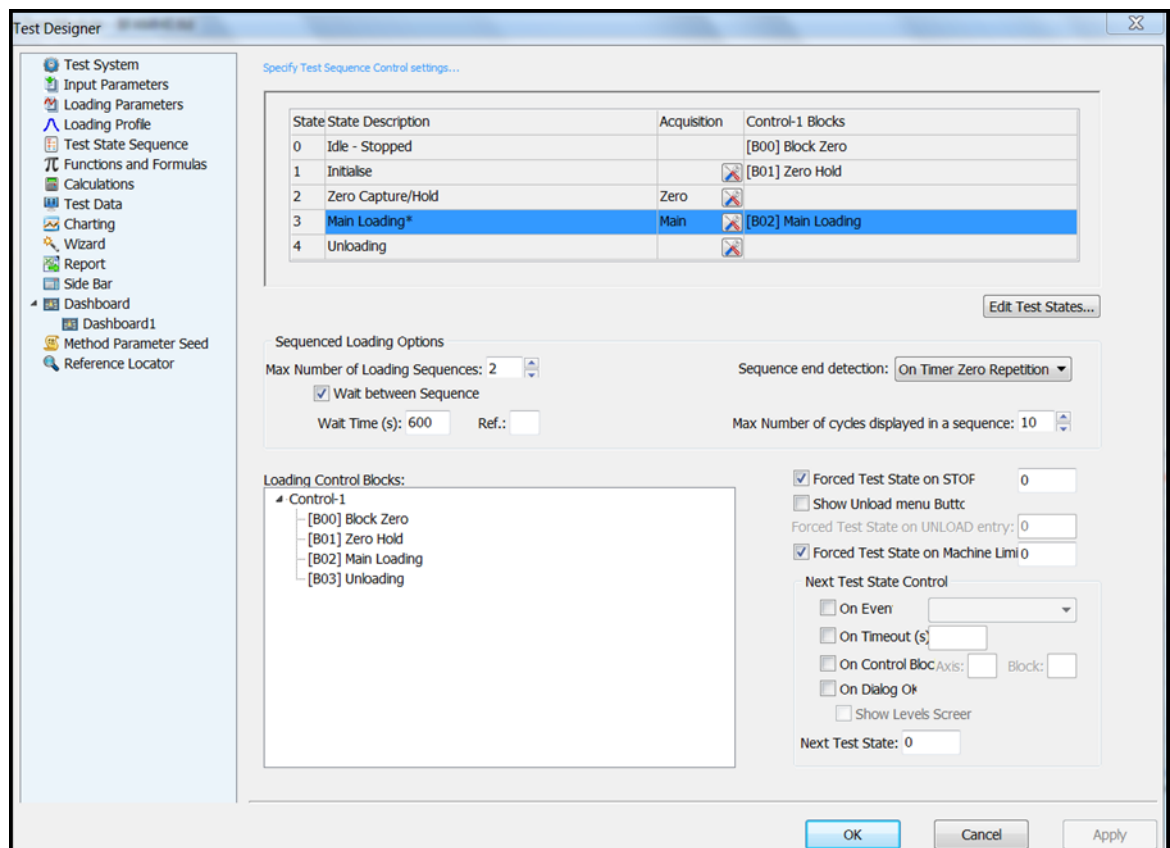 Test Designer
Test System
Input Parameters
Loading Parameters
Loading Profile
Test State Sequence
Functions and Formulas
Calculations
Test Data
Charting
Wizard
Report
Side Bar
Dashboard
Dashboard1
Method Parameter Seed
Reference Locator
Specify Test Sequence Control settings...
State State Description Acquisition Control-1 Blocks
0 Idle - Stopped [B00] Block Zero
1 Initialise [B01] Zero Hold
2 Zero Capture/Hold Zero
3 Main Loading* Main [B02] Main Loading
4 Unloading
Edit Test States...
Sequenced Loading Options
Max Number of Loading Sequences: 2 Sequence end detection: On Timer Zero Repetition
Wait between Sequence
Wait Time (s): 600 Ref.: Max Number of cycles displayed in a sequence: 10
Loading Control Blocks:
Control-1
[B00] Block Zero
[B01] Zero Hold
[B02] Main Loading
[B03] Unloading
Forced Test State on STOF 0
Show Unload menu Buttc
Forced Test State on UNLOAD entry: 0
Forced Test State on Machine Limi 0
Next Test State Control
On Even
On Timeout (s)
On Control Bloc Axis: Block:
On Dialog Ok
Show Levels Screer
Next Test State: 0
OK Cancel Apply